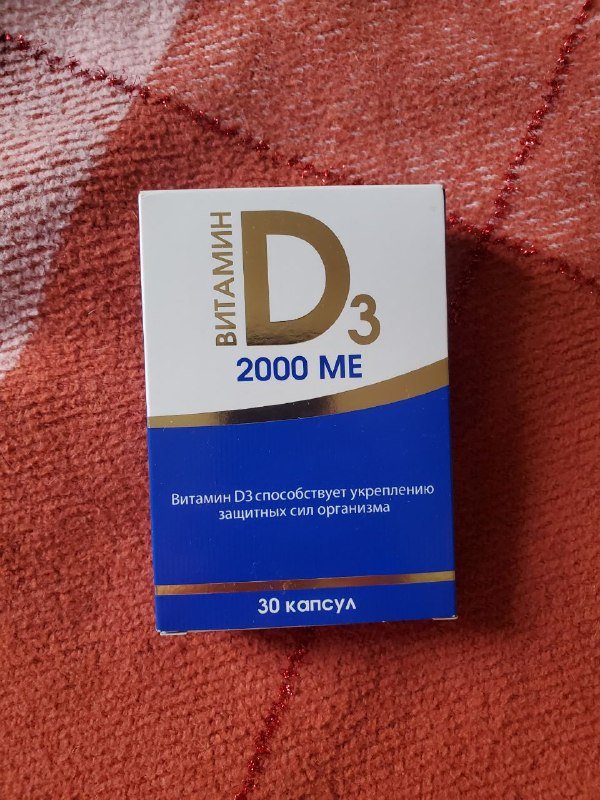 ВИТАМИН
D3
2000 МЕ
Витамин D3 способствует укреплению
защитных сил организма
30 капсул